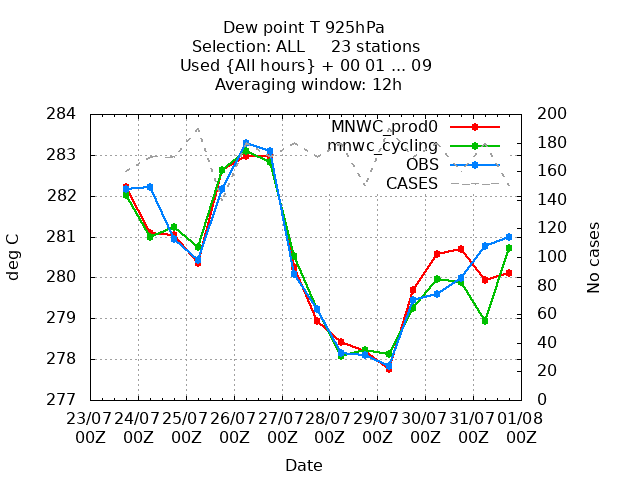 Dew point T 925hPa
Selection: ALL     23 stations
Used {All hours} + 00 01 ... 09
Averaging window: 12h
284
283
282
281
280
279
278
277
deg C
200
180
160
140
120
100
80
60
40
20
0
No cases
MNWC_prod0
mnwc_cycling
OBS
CASES
23/07 24/07 25/07 26/07 27/07 28/07 29/07 30/07 31/07 01/08
00Z 00Z 00Z 00Z 00Z 00Z 00Z 00Z 00Z 00Z
Date